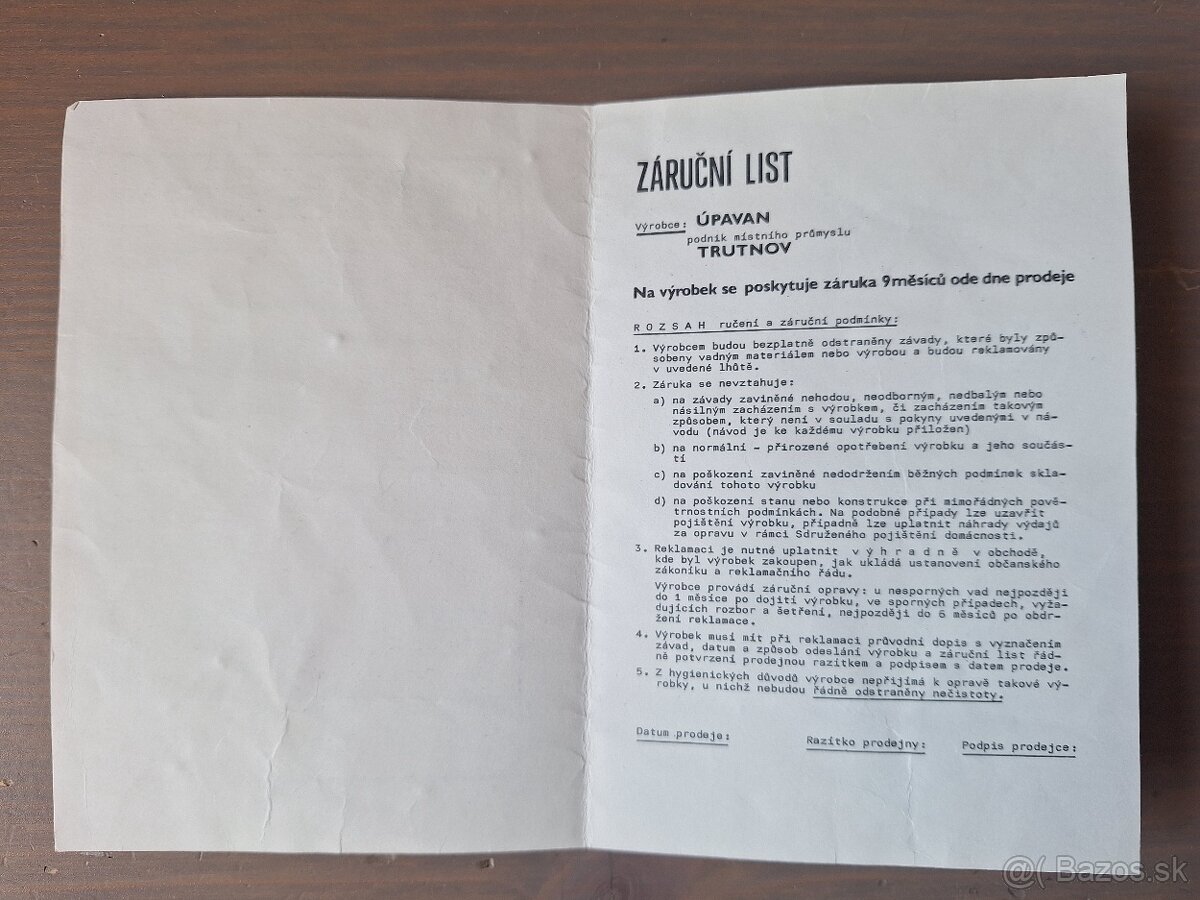 ZÁRUČNÍ LIST
Výrobce: ÚPAVAN
podnik místního průmyslu
TRUTNOV
Na výrobek se poskytuje záruka 9 měsíců ode dne prodeje
R O Z S A H ručení a záruční podmínky:
1. Výrobcem budou bezplatně odstraněny závady, které byly způ-
sobeny vadným materiálem nebo výrobou a budou reklamovány
v uvedené lhůtě.
2. Záruka se nevztahuje:
a) na závady zaviněné nehodou, neodborným, nedbalým nebo
násilným zacházením s výrobkem, či zacházením takovým
způsobem, který není v souladu s pokyny uvedenými v ná-
vodu (návod je ke každému výrobku přiložen)
b) na normální - přirozené opotřebení výrobku a jeho součás-
tí
c) na poškození zaviněné nedodržením běžných podmínek skla-
dování tohoto výrobku
d) na poškození stanu nebo konstrukce při mimořádných pově-
trnostních podmínkách. Na podobné případy lze uzavřít
pojištění výrobku, případně lze uplatnit náhrady výdajů
za opravu v rámci Sdruženého pojištění domácnosti.
3. Reklamaci je nutné uplatnit v ý h r a d n ě v obchodě,
kde byl výrobek zakoupen, jak ukládá ustanovení občanského
zákoníku a reklamačního řádu.
Výrobce provádí záruční opravy: u nesporných vad nejpozději
do 1 měsíce po dojití výrobku, ve sporných případech, vyža-
dujících rozbor a šetření, nejpozději do 6 měsíců po obdr-
žení reklamace.
4. Výrobek musí mít při reklamaci průvodní dopis s vyznačením
závad, datum a způsob odeslání výrobku a záruční list řád-
ně potvrzení prodejnou razítkem a podpisem s datem prodeje.
5. Z hygienických důvodů výrobce nepřijímá k opravě takové vý-
robky, u nichž nebudou řádně odstraněny nečistoty.
Datum prodeje:
Razítko prodejny:
Podpis prodejce:
@( Bazos.sk